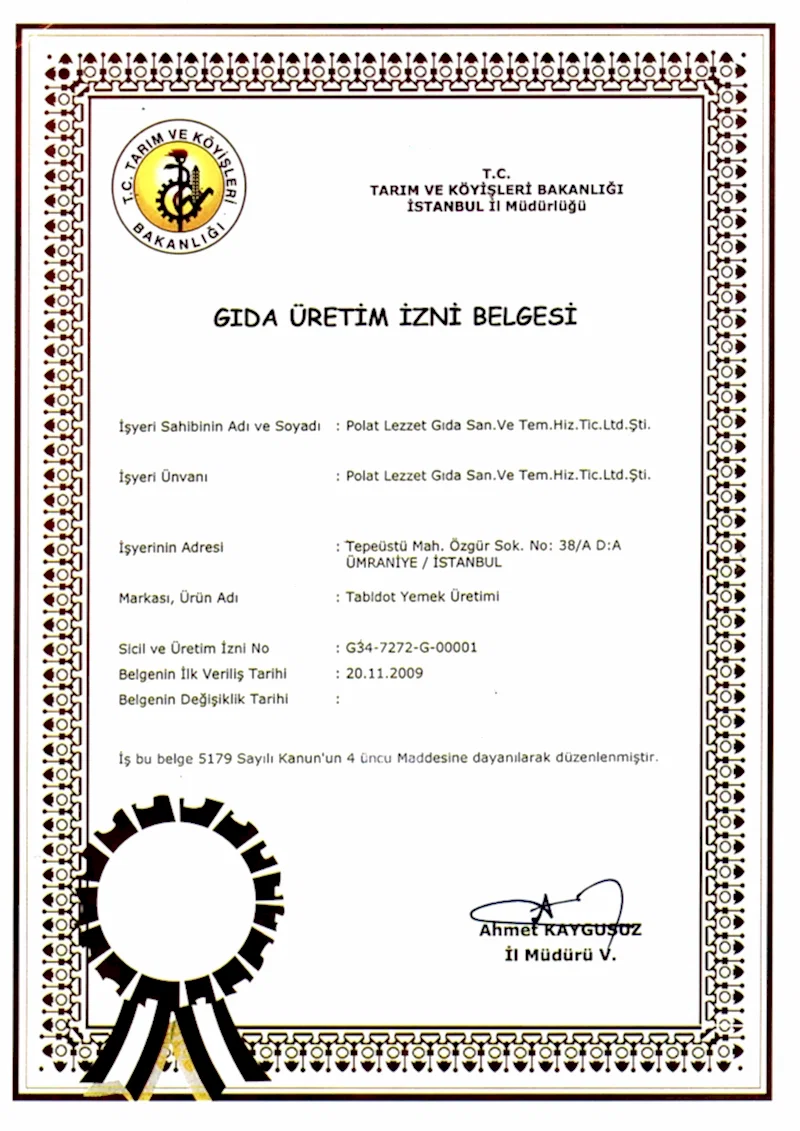 T.C. TARIM VE KÖYİŞLERİ
BAKANLIĞI
T.C.
TARIM VE KÖYİŞLERİ BAKANLIĞI
İSTANBUL İl Müdürlüğü
GIDA ÜRETİM İZNİ BELGESİ
İşyeri Sahibinin Adı ve Soyadı : Polat Lezzet Gıda San.Ve Tem.Hiz.Tic.Ltd.Şti.
İşyeri Ünvanı : Polat Lezzet Gıda San.Ve Tem.Hiz.Tic.Ltd.Şti.
İşyerinin Adresi : Tepeüstü Mah. Özgür Sok. No: 38/A D:A
ÜMRANİYE / İSTANBUL
Markası, Ürün Adı : Tabldot Yemek Üretimi
Sicil ve Üretim İzni No : G34-7272-G-00001
Belgenin İlk Veriliş Tarihi : 20.11.2009
Belgenin Değişiklik Tarihi :
İş bu belge 5179 Sayılı Kanun'un 4 üncu Maddesine dayanılarak düzenlenmiştir.
Ahmet KAYGUSUZ
İl Müdürü V.